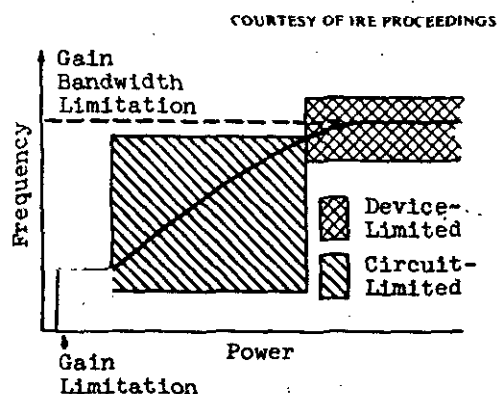 COURTESY OF IRE PROCEEDINGS
Gain
Bandwidth
Limitation
Frequency
Device-
Limited
Circuit-
Limited
Power
Gain
Limitation